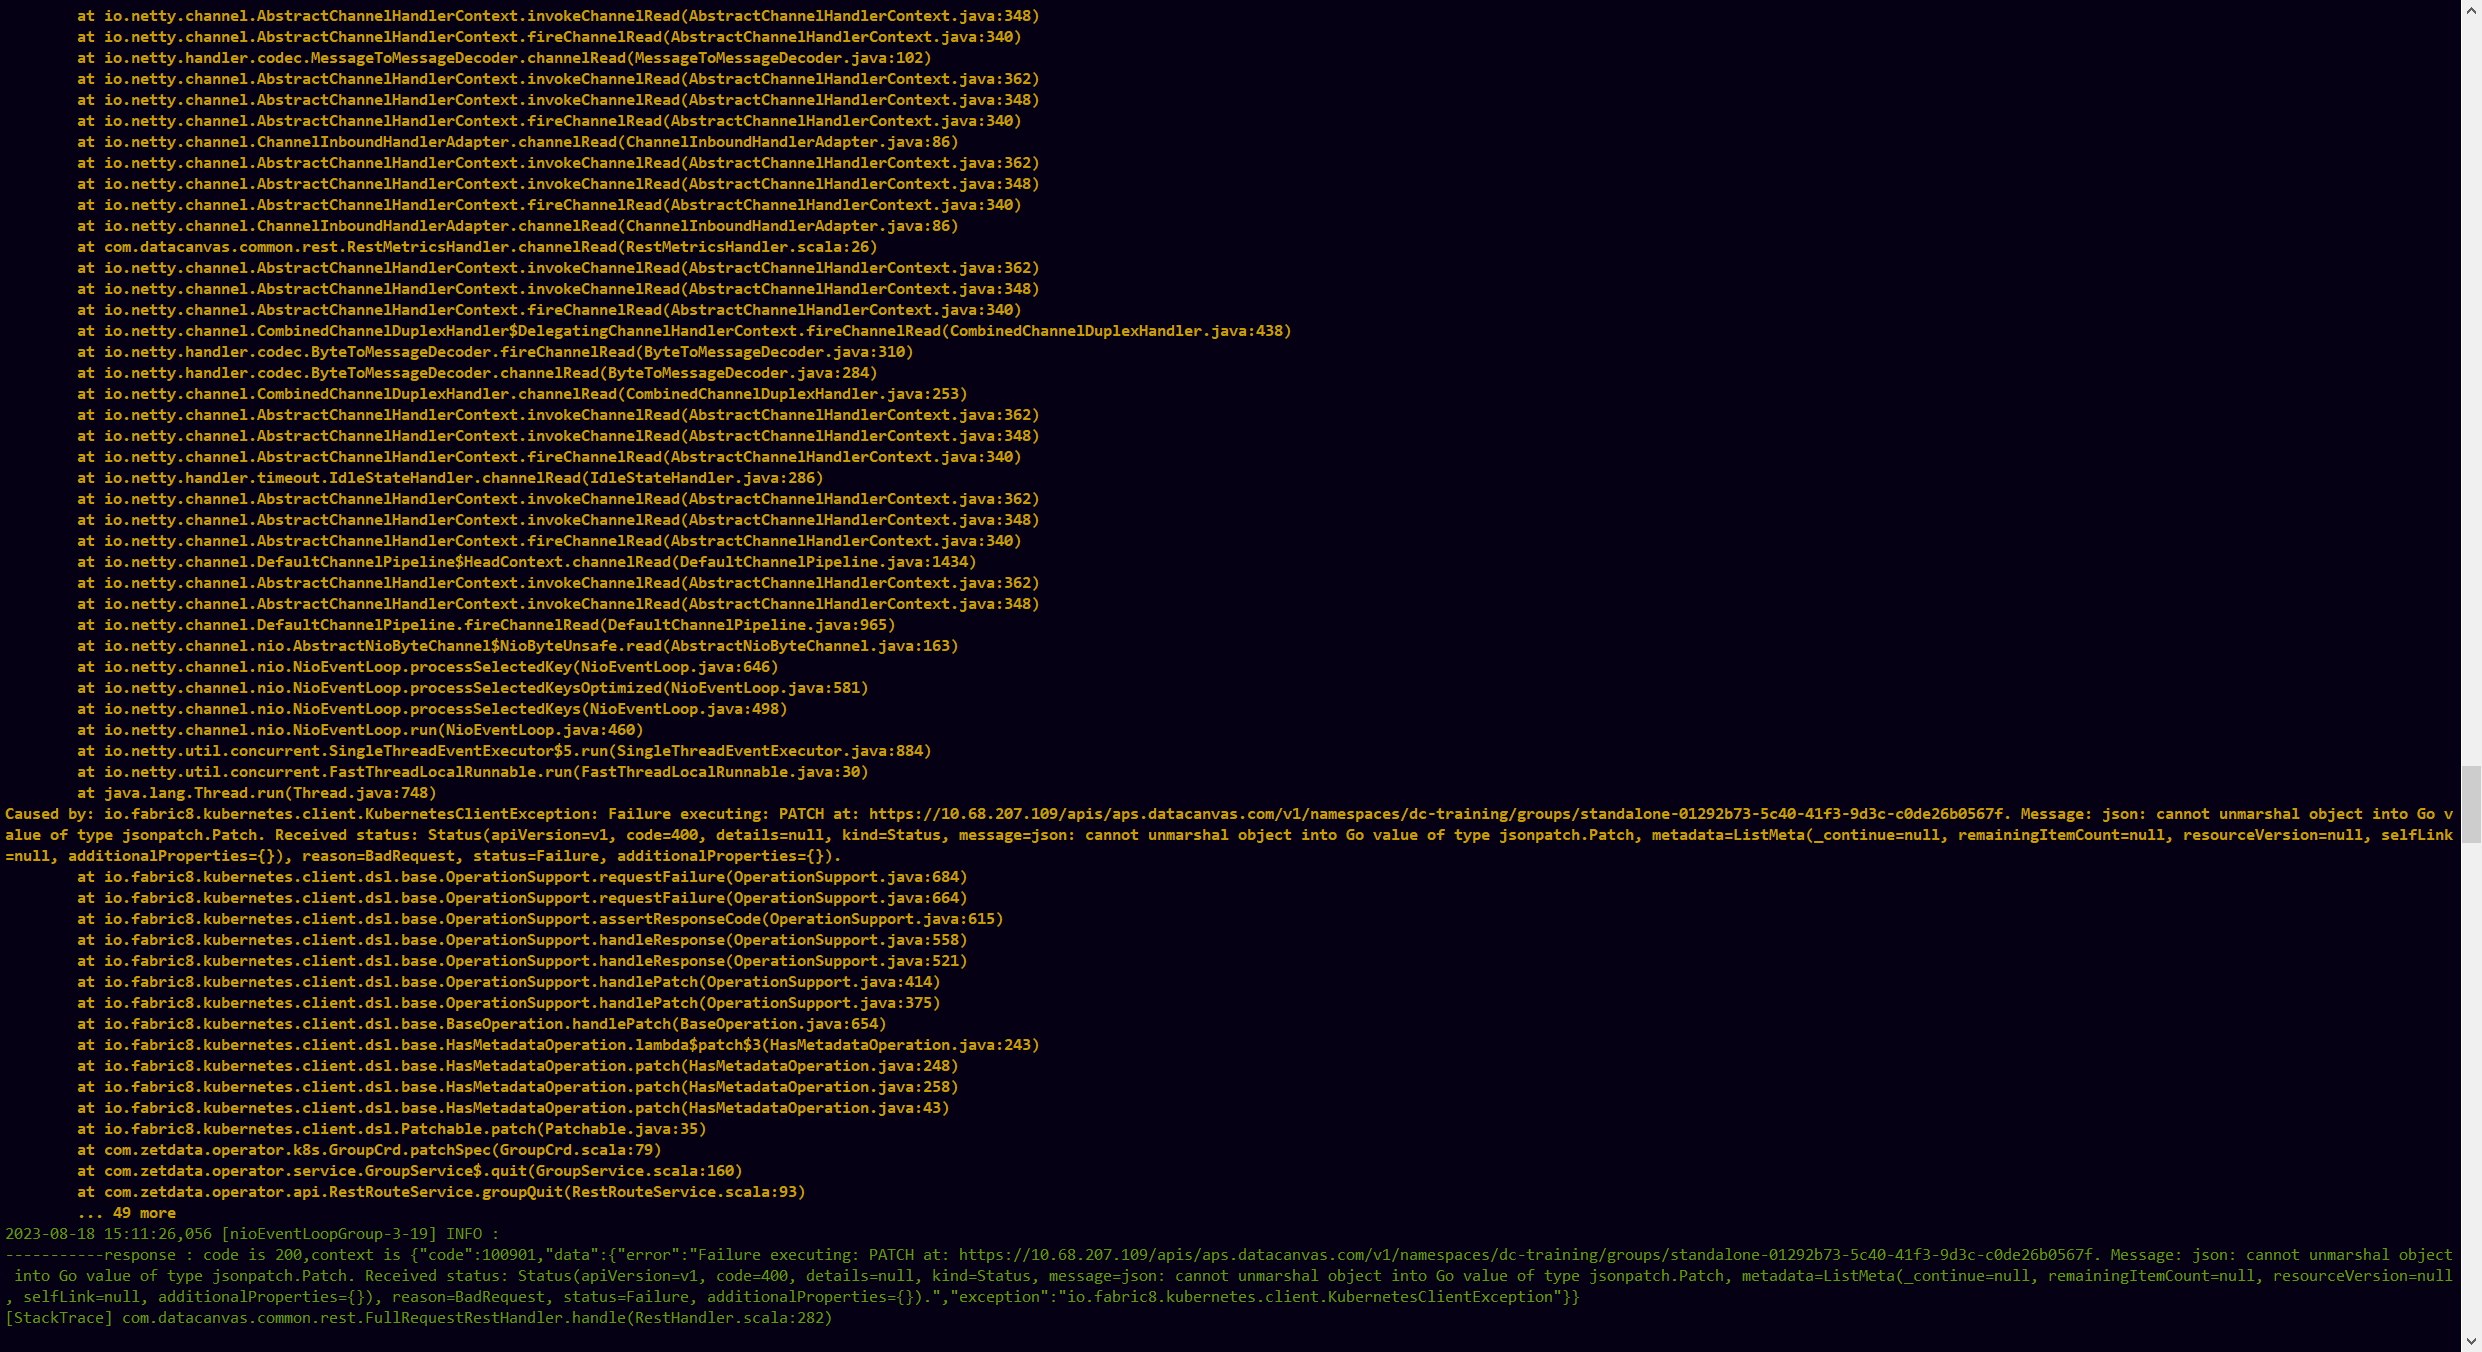 at io.netty.channel.AbstractChannelHandlerContext.invokeChannelRead(AbstractChannelHandlerContext.java:348)
at io.netty.channel.AbstractChannelHandlerContext.fireChannelRead(AbstractChannelHandlerContext.java:340)
at io.netty.handler.codec.MessageToMessageDecoder.channelRead(MessageToMessageDecoder.java:102)
at io.netty.channel.AbstractChannelHandlerContext.invokeChannelRead(AbstractChannelHandlerContext.java:362)
at io.netty.channel.AbstractChannelHandlerContext.invokeChannelRead(AbstractChannelHandlerContext.java:348)
at io.netty.channel.AbstractChannelHandlerContext.fireChannelRead(AbstractChannelHandlerContext.java:340)
at io.netty.channel.ChannelInboundHandlerAdapter.channelRead(ChannelInboundHandlerAdapter.java:86)
at io.netty.channel.AbstractChannelHandlerContext.invokeChannelRead(AbstractChannelHandlerContext.java:362)
at io.netty.channel.AbstractChannelHandlerContext.invokeChannelRead(AbstractChannelHandlerContext.java:348)
at io.netty.channel.AbstractChannelHandlerContext.fireChannelRead(AbstractChannelHandlerContext.java:340)
at io.netty.channel.ChannelInboundHandlerAdapter.channelRead(ChannelInboundHandlerAdapter.java:86)
at com.datacanvas.common.rest.RestMetricsHandler.channelRead(RestMetricsHandler.scala:26)
at io.netty.channel.AbstractChannelHandlerContext.invokeChannelRead(AbstractChannelHandlerContext.java:362)
at io.netty.channel.AbstractChannelHandlerContext.invokeChannelRead(AbstractChannelHandlerContext.java:348)
at io.netty.channel.AbstractChannelHandlerContext.fireChannelRead(AbstractChannelHandlerContext.java:340)
at io.netty.channel.CombinedChannelDuplexHandler$DelegatingChannelHandlerContext.fireChannelRead(CombinedChannelDuplexHandler.java:438)
at io.netty.handler.codec.ByteToMessageDecoder.fireChannelRead(ByteToMessageDecoder.java:310)
at io.netty.handler.codec.ByteToMessageDecoder.channelRead(ByteToMessageDecoder.java:284)
at io.netty.channel.CombinedChannelDuplexHandler.channelRead(CombinedChannelDuplexHandler.java:253)
at io.netty.channel.AbstractChannelHandlerContext.invokeChannelRead(AbstractChannelHandlerContext.java:362)
at io.netty.channel.AbstractChannelHandlerContext.invokeChannelRead(AbstractChannelHandlerContext.java:348)
at io.netty.channel.AbstractChannelHandlerContext.fireChannelRead(AbstractChannelHandlerContext.java:340)
at io.netty.handler.timeout.IdleStateHandler.channelRead(IdleStateHandler.java:286)
at io.netty.channel.AbstractChannelHandlerContext.invokeChannelRead(AbstractChannelHandlerContext.java:362)
at io.netty.channel.AbstractChannelHandlerContext.invokeChannelRead(AbstractChannelHandlerContext.java:348)
at io.netty.channel.AbstractChannelHandlerContext.fireChannelRead(AbstractChannelHandlerContext.java:340)
at io.netty.channel.DefaultChannelPipeline$HeadContext.channelRead(DefaultChannelPipeline.java:1434)
at io.netty.channel.AbstractChannelHandlerContext.invokeChannelRead(AbstractChannelHandlerContext.java:362)
at io.netty.channel.AbstractChannelHandlerContext.invokeChannelRead(AbstractChannelHandlerContext.java:348)
at io.netty.channel.DefaultChannelPipeline.fireChannelRead(DefaultChannelPipeline.java:965)
at io.netty.channel.nio.AbstractNioByteChannel$NioByteUnsafe.read(AbstractNioByteChannel.java:163)
at io.netty.channel.nio.NioEventLoop.processSelectedKey(NioEventLoop.java:646)
at io.netty.channel.nio.NioEventLoop.processSelectedKeysOptimized(NioEventLoop.java:581)
at io.netty.channel.nio.NioEventLoop.processSelectedKeys(NioEventLoop.java:498)
at io.netty.channel.nio.NioEventLoop.run(NioEventLoop.java:460)
at io.netty.util.concurrent.SingleThreadEventExecutor$5.run(SingleThreadEventExecutor.java:884)
at io.netty.util.concurrent.FastThreadLocalRunnable.run(FastThreadLocalRunnable.java:30)
at java.lang.Thread.run(Thread.java:748)
Caused by: io.fabric8.kubernetes.client.KubernetesClientException: Failure executing: PATCH at: https://10.68.207.109/apis/aps.datacanvas.com/v1/namespaces/dc-training/groups/standalone-01292b73-5c40-41f3-9d3c-c0de26b0567f. Message: json: cannot unmarshal object into Go v
alue of type jsonpatch.Patch. Received status: Status(apiVersion=v1, code=400, details=null, kind=Status, message=json: cannot unmarshal object into Go value of type jsonpatch.Patch, metadata=ListMeta(_continue=null, remainingItemCount=null, resourceVersion=null, selfLink
=null, additionalProperties={}), reason=BadRequest, status=Failure, additionalProperties={}).
at io.fabric8.kubernetes.client.dsl.base.OperationSupport.requestFailure(OperationSupport.java:684)
at io.fabric8.kubernetes.client.dsl.base.OperationSupport.requestFailure(OperationSupport.java:664)
at io.fabric8.kubernetes.client.dsl.base.OperationSupport.assertResponseCode(OperationSupport.java:615)
at io.fabric8.kubernetes.client.dsl.base.OperationSupport.handleResponse(OperationSupport.java:558)
at io.fabric8.kubernetes.client.dsl.base.OperationSupport.handleResponse(OperationSupport.java:521)
at io.fabric8.kubernetes.client.dsl.base.OperationSupport.handlePatch(OperationSupport.java:414)
at io.fabric8.kubernetes.client.dsl.base.OperationSupport.handlePatch(OperationSupport.java:375)
at io.fabric8.kubernetes.client.dsl.base.BaseOperation.handlePatch(BaseOperation.java:654)
at io.fabric8.kubernetes.client.dsl.base.HasMetadataOperation.lambda$patch$3(HasMetadataOperation.java:243)
at io.fabric8.kubernetes.client.dsl.base.HasMetadataOperation.patch(HasMetadataOperation.java:248)
at io.fabric8.kubernetes.client.dsl.base.HasMetadataOperation.patch(HasMetadataOperation.java:258)
at io.fabric8.kubernetes.client.dsl.base.HasMetadataOperation.patch(HasMetadataOperation.java:43)
at io.fabric8.kubernetes.client.dsl.Patchable.patch(Patchable.java:35)
at com.zetdata.operator.k8s.GroupCrd.patchSpec(GroupCrd.scala:79)
at com.zetdata.operator.service.GroupService$.quit(GroupService.scala:160)
at com.zetdata.operator.api.RestRouteService.groupQuit(RestRouteService.scala:93)
... 49 more
2023-08-18 15:11:26,056 [nioEventLoopGroup-3-19] INFO :
-----------response : code is 200,context is {"code":100901,"data":{"error":"Failure executing: PATCH at: https://10.68.207.109/apis/aps.datacanvas.com/v1/namespaces/dc-training/groups/standalone-01292b73-5c40-41f3-9d3c-c0de26b0567f. Message: json: cannot unmarshal object
into Go value of type jsonpatch.Patch. Received status: Status(apiVersion=v1, code=400, details=null, kind=Status, message=json: cannot unmarshal object into Go value of type jsonpatch.Patch, metadata=ListMeta(_continue=null, remainingItemCount=null, resourceVersion=null
, selfLink=null, additionalProperties={}), reason=BadRequest, status=Failure, additionalProperties={}).","exception":"io.fabric8.kubernetes.client.KubernetesClientException"}}
[StackTrace] com.datacanvas.common.rest.FullRequestRestHandler.handle(RestHandler.scala:282)